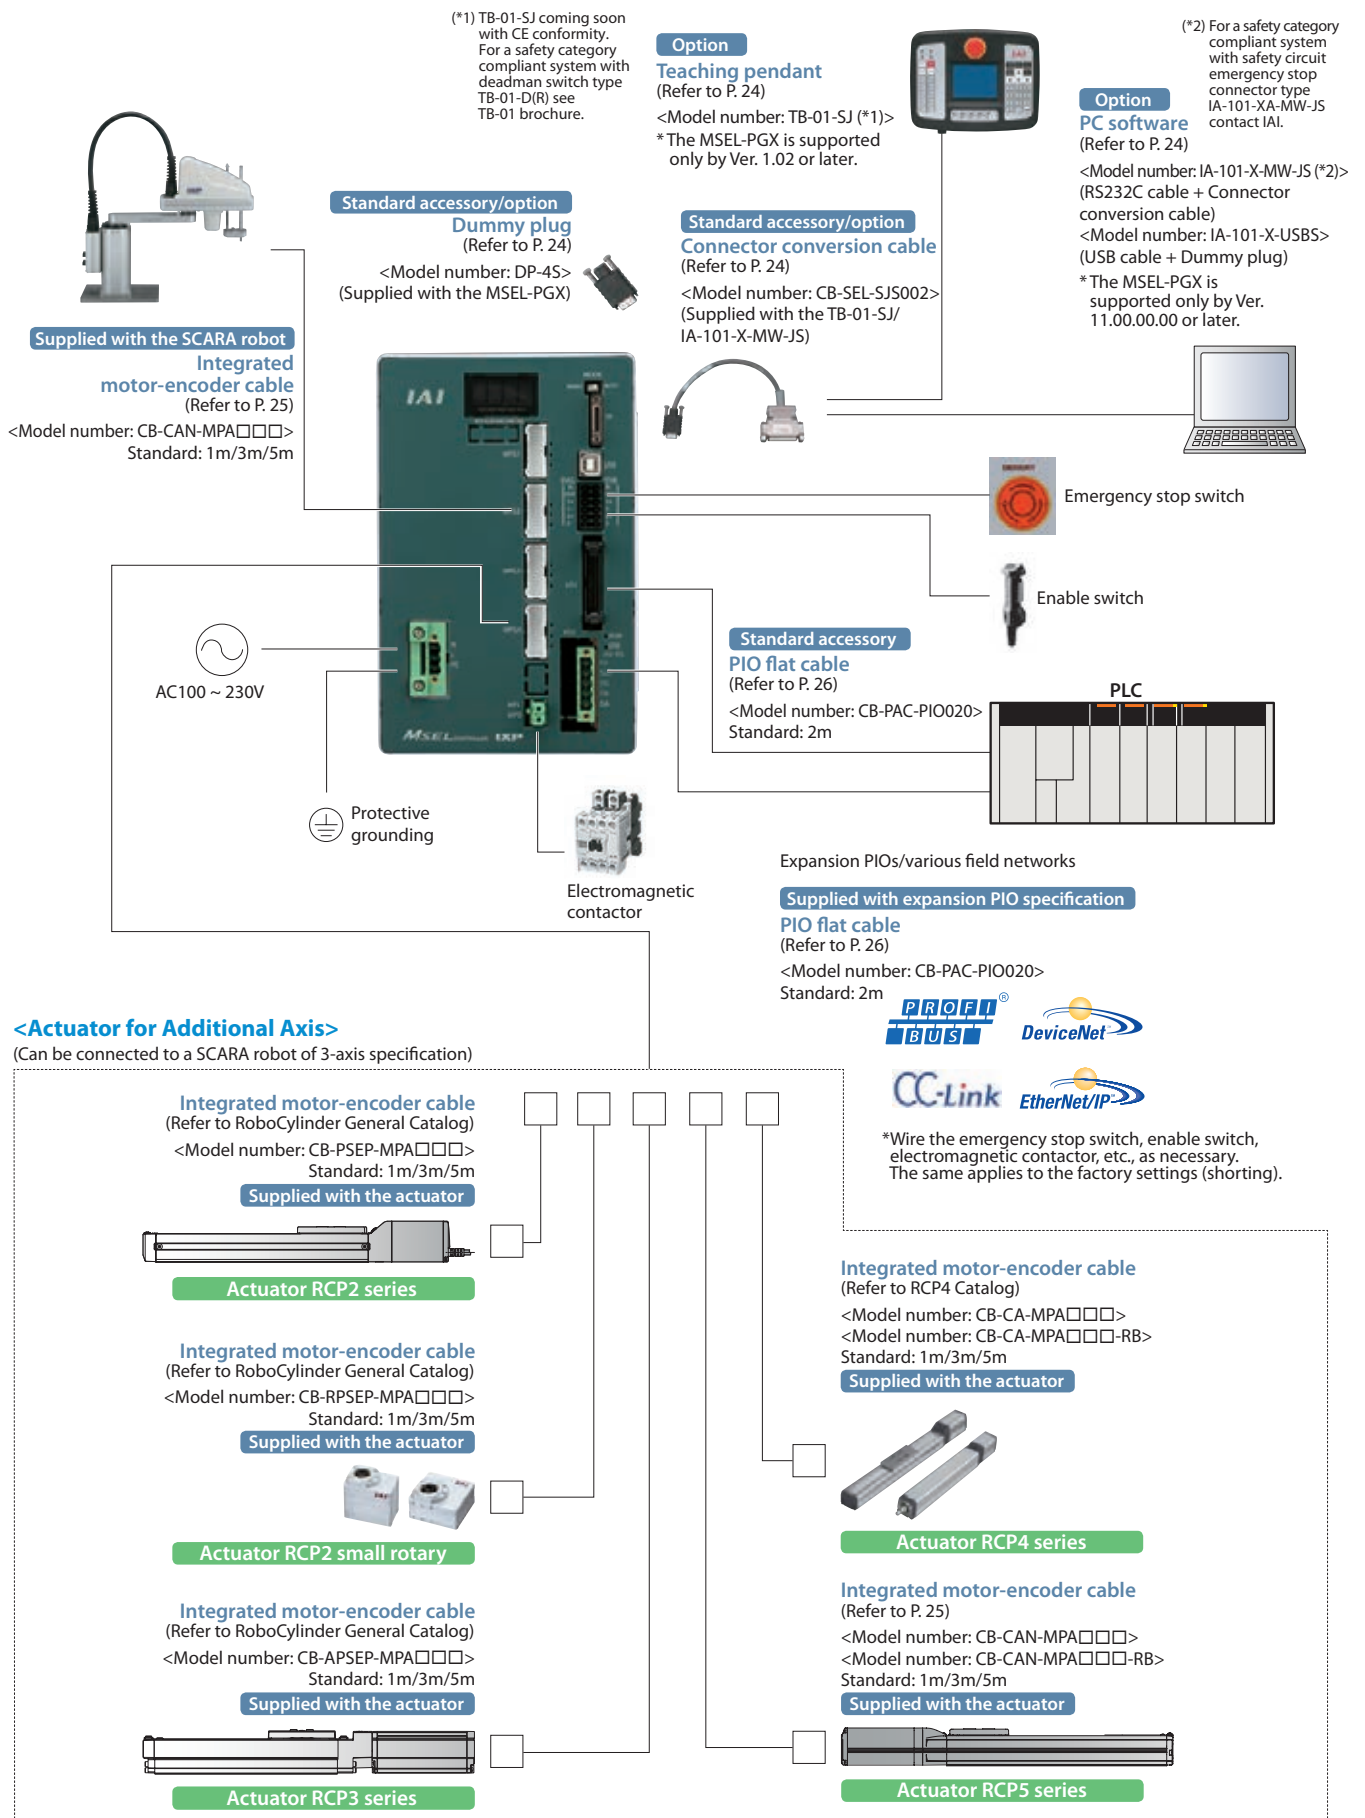 (*1) TB-01-SJ coming soon
with CE conformity.
For a safety category
compliant system with
deadman switch type
TB-01-D(R) see
TB-01 brochure.
Option
Teaching pendant
(Refer to P. 24)
<Model number: TB-01-SJ (*1)>
* The MSEL-PGX is supported
only by Ver. 1.02 or later.
(*2) For a safety category
compliant system
with safety circuit
emergency stop
connector type
IA-101-XA-MW-JS
contact IAI.
Option
PC software
(Refer to P. 24)
<Model number: IA-101-X-MW-JS (*2)>
(RS232C cable + Connector
conversion cable)
<Model number: IA-101-X-USBS>
(USB cable + Dummy plug)
* The MSEL-PGX is
supported only by Ver.
11.00.00.00 or later.
Standard accessory/option
Dummy plug
(Refer to P. 24)
<Model number: DP-4S>
(Supplied with the MSEL-PGX)
Standard accessory/option
Connector conversion cable
(Refer to P. 24)
<Model number: CB-SEL-SJS002>
(Supplied with the TB-01-SJ/
IA-101-X-MW-JS)
Supplied with the SCARA robot
Integrated
motor-encoder cable
(Refer to P. 25)
<Model number: CB-CAN-MPA□□□>
Standard: 1m/3m/5m
IAI
MSEL
IXP
Emergency stop switch
Enable switch
AC100 ~ 230V
Protective
grounding
Electromagnetic
contactor
Standard accessory
PIO flat cable
(Refer to P. 26)
<Model number: CB-PAC-PIO020>
Standard: 2m
PLC
Expansion PIOs/various field networks
Supplied with expansion PIO specification
PIO flat cable
(Refer to P. 26)
<Model number: CB-PAC-PIO020>
Standard: 2m
PROFI
BUS
®
DeviceNet
CC-Link
EtherNet/IP
*Wire the emergency stop switch, enable switch,
electromagnetic contactor, etc., as necessary.
The same applies to the factory settings (shorting).
<Actuator for Additional Axis>
(Can be connected to a SCARA robot of 3-axis specification)
Integrated motor-encoder cable
(Refer to RoboCylinder General Catalog)
<Model number: CB-PSEP-MPA□□□>
Standard: 1m/3m/5m
Supplied with the actuator
Actuator RCP2 series
Integrated motor-encoder cable
(Refer to RoboCylinder General Catalog)
<Model number: CB-RPSEP-MPA□□□>
Standard: 1m/3m/5m
Supplied with the actuator
Actuator RCP2 small rotary
Integrated motor-encoder cable
(Refer to RoboCylinder General Catalog)
<Model number: CB-APSEP-MPA□□□>
Standard: 1m/3m/5m
Supplied with the actuator
Actuator RCP3 series
Integrated motor-encoder cable
(Refer to RCP4 Catalog)
<Model number: CB-CA-MPA□□□>
<Model number: CB-CA-MPA□□□-RB>
Standard: 1m/3m/5m
Supplied with the actuator
Actuator RCP4 series
Integrated motor-encoder cable
(Refer to P. 25)
<Model number: CB-CAN-MPA□□□>
<Model number: CB-CAN-MPA□□□-RB>
Standard: 1m/3m/5m
Supplied with the actuator
Actuator RCP5 series